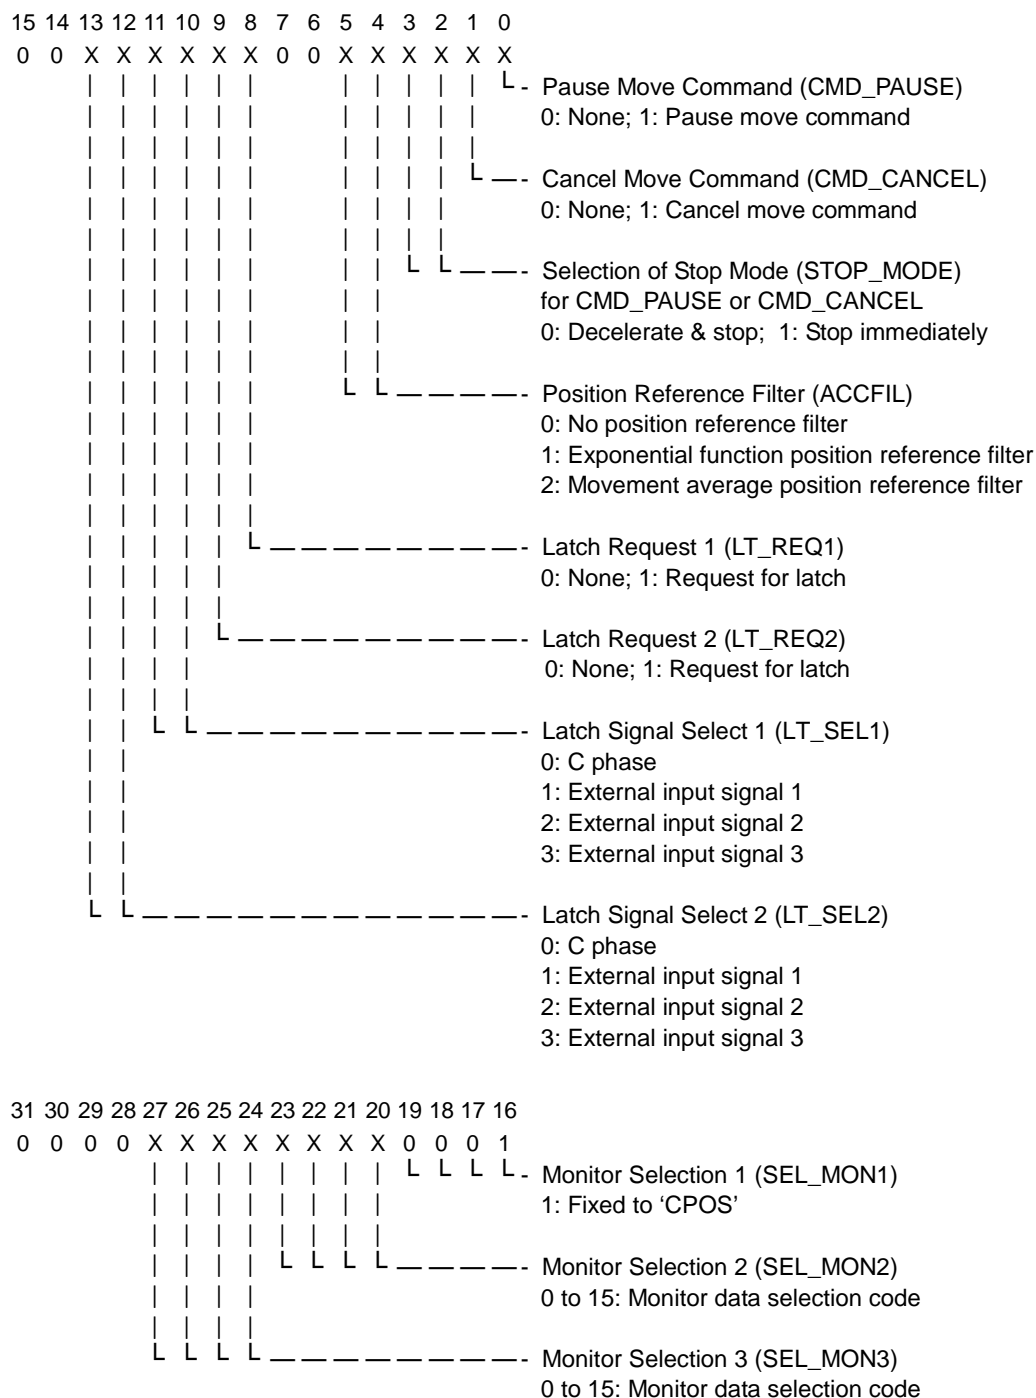 15 14 13 12 11 10 9 8 7 6 5 4 3 2 1 0
0 0 X X X X X X 0 0 X X X X X X
Pause Move Command (CMD_PAUSE)
0: None; 1: Pause move command
Cancel Move Command (CMD_CANCEL)
0: None; 1: Cancel move command
Selection of Stop Mode (STOP_MODE)
for CMD_PAUSE or CMD_CANCEL
0: Decelerate & stop; 1: Stop immediately
Position Reference Filter (ACCFIL)
0: No position reference filter
1: Exponential function position reference filter
2: Movement average position reference filter
Latch Request 1 (LT_REQ1)
0: None; 1: Request for latch
Latch Request 2 (LT_REQ2)
0: None; 1: Request for latch
Latch Signal Select 1 (LT_SEL1)
0: C phase
1: External input signal 1
2: External input signal 2
3: External input signal 3
Latch Signal Select 2 (LT_SEL2)
0: C phase
1: External input signal 1
2: External input signal 2
3: External input signal 3
31 30 29 28 27 26 25 24 23 22 21 20 19 18 17 16
0 0 0 0 X X X X X X X X 0 0 0 1
Monitor Selection 1 (SEL_MON1)
1: Fixed to ‘CPOS’
Monitor Selection 2 (SEL_MON2)
0 to 15: Monitor data selection code
Monitor Selection 3 (SEL_MON3)
0 to 15: Monitor data selection code